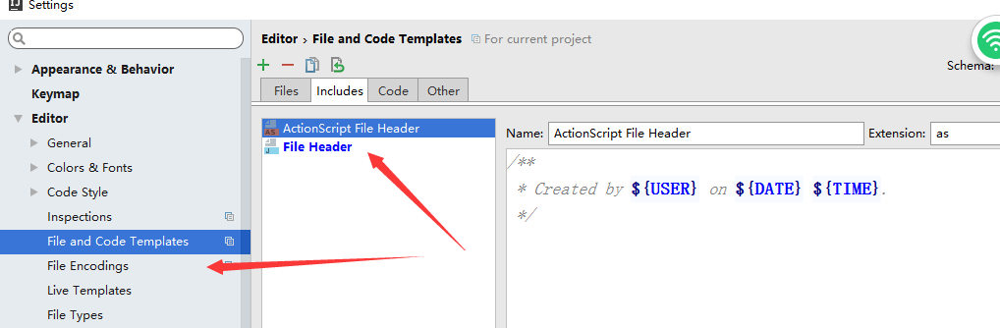 Settings
Appearance & Behavior
Keymap
Editor
General
Colors & Fonts
Code Style
Inspections
File and Code Templates
File Encodings
Live Templates
File Types
Editor › File and Code Templates For current project
Schema:
Files Includes Code Other
ActionScript File Header
File Header
Name: ActionScript File Header Extension: as
/**
* Created by ${USER} on ${DATE} ${TIME}.
*/